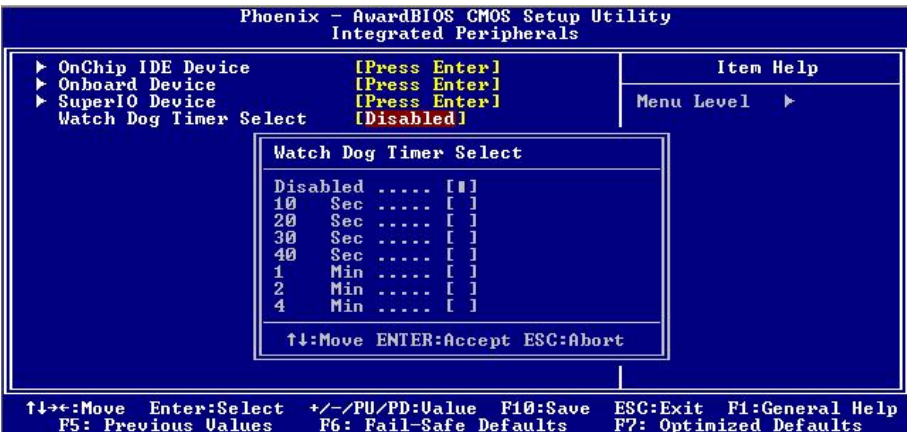 Phoenix - AwardBIOS CMOS Setup Utility
Integrated Peripherals
▶ OnChip IDE Device [Press Enter]
▶ Onboard Device [Press Enter]
▶ SuperIO Device [Press Enter]
Watch Dog Timer Select [Disabled]
Item Help
Menu Level ▶
Watch Dog Timer Select
Disabled ..... [■]
10 Sec ..... [ ]
20 Sec ..... [ ]
30 Sec ..... [ ]
40 Sec ..... [ ]
1 Min ..... [ ]
2 Min ..... [ ]
4 Min ..... [ ]
↑↓:Move ENTER:Accept ESC:Abort
↑↓→←:Move Enter:Select +/-/PU/PD:Value F10:Save ESC:Exit F1:General Help
F5: Previous Values F6: Fail-Safe Defaults F7: Optimized Defaults